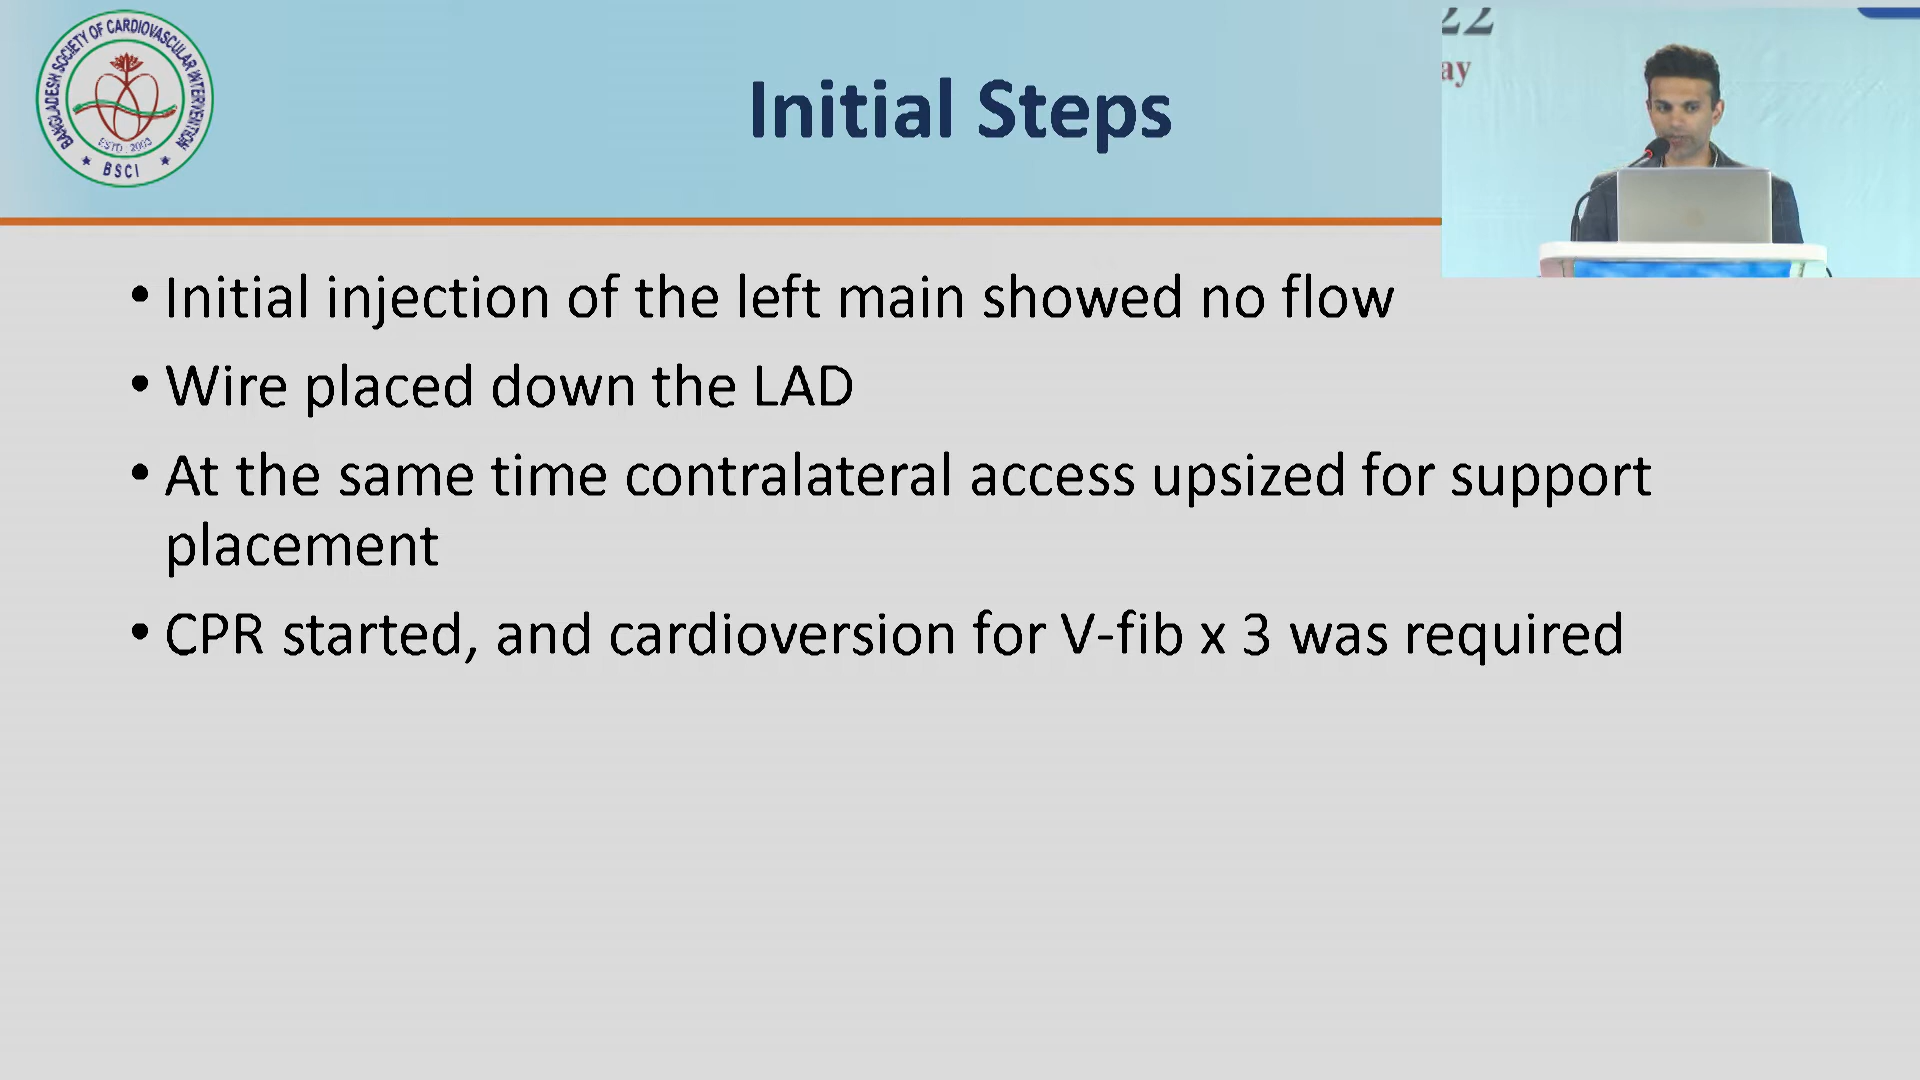 BANGLADESH SOCIETY OF CARDIOVASCULAR INTERVENTION
ESTD : 2003
BSCI
Initial Steps
22
ay
• Initial injection of the left main showed no flow
• Wire placed down the LAD
• At the same time contralateral access upsized for support
placement
• CPR started, and cardioversion for V-fib x 3 was required